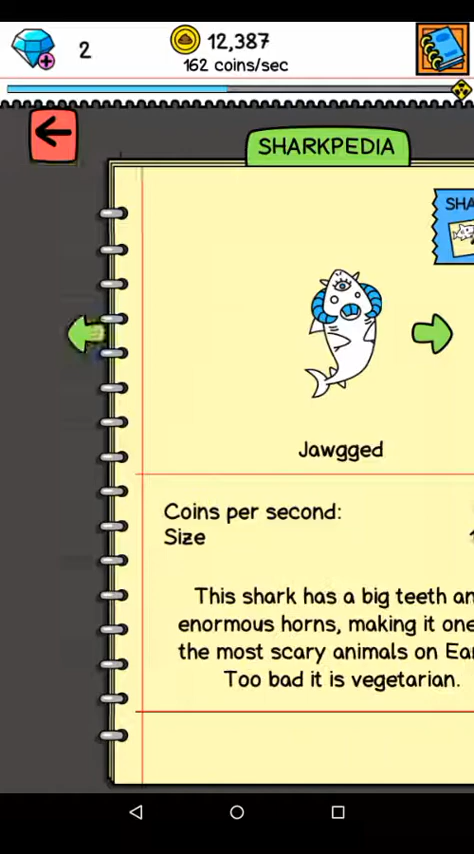 2
12,387
162 coins/sec
SHARKPEDIA
SHA
Jawgged
Coins per second:
Size
This shark has a big teeth an
enormous horns, making it one
the most scary animals on Ear
Too bad it is vegetarian.